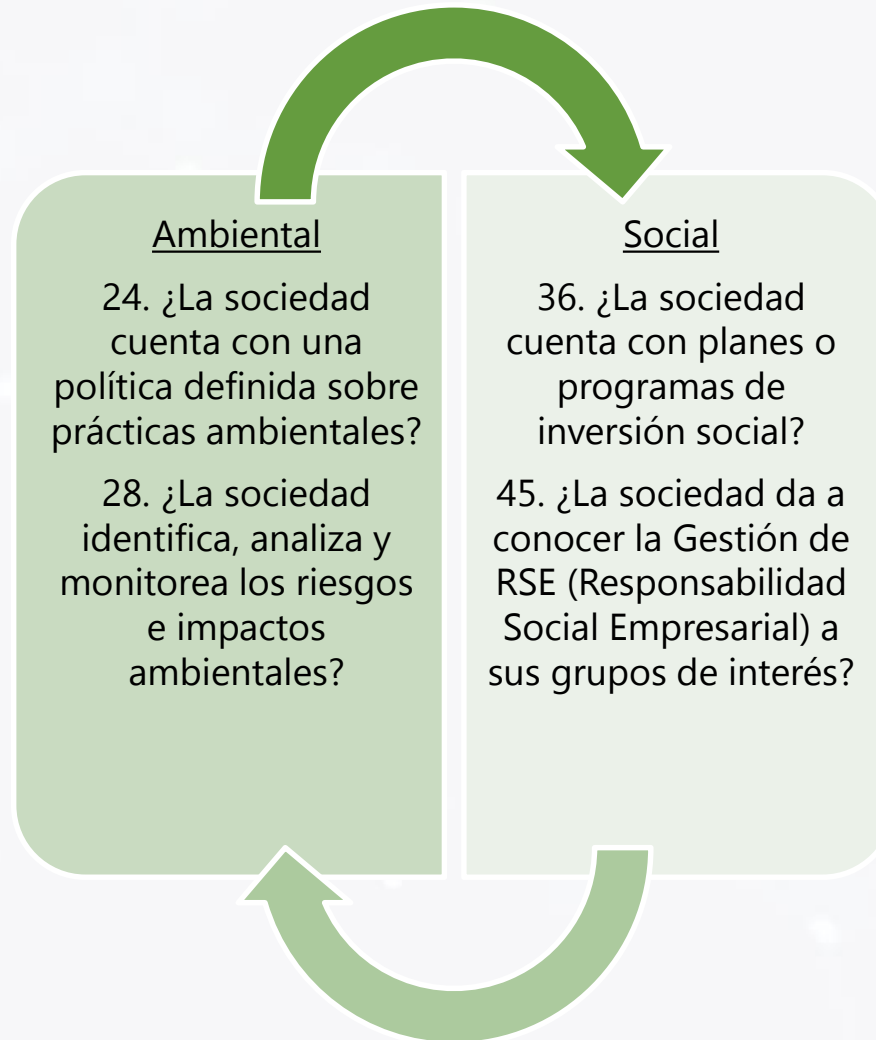 Ambiental
24. ¿La sociedad
cuenta con una
política definida sobre
prácticas ambientales?
28. ¿La sociedad
identifica, analiza y
monitorea los riesgos
e impactos
ambientales?
Social
36. ¿La sociedad
cuenta con planes o
programas de
inversión social?
45. ¿La sociedad da a
conocer la Gestión de
RSE (Responsabilidad
Social Empresarial) a
sus grupos de interés?